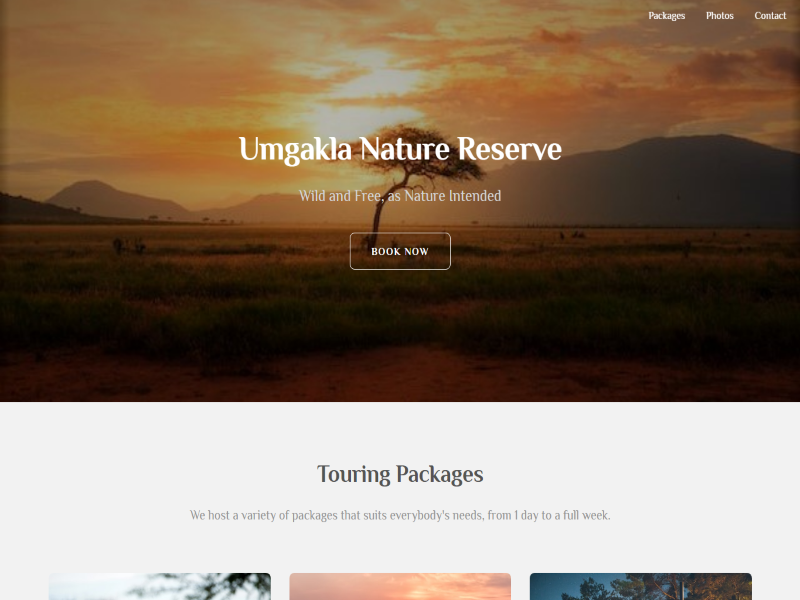 Packages Photos Contact
Umgakla Nature Reserve
Wild and Free, as Nature Intended
BOOK NOW
Touring Packages
We host a variety of packages that suits everybody's needs, from 1 day to a full week.